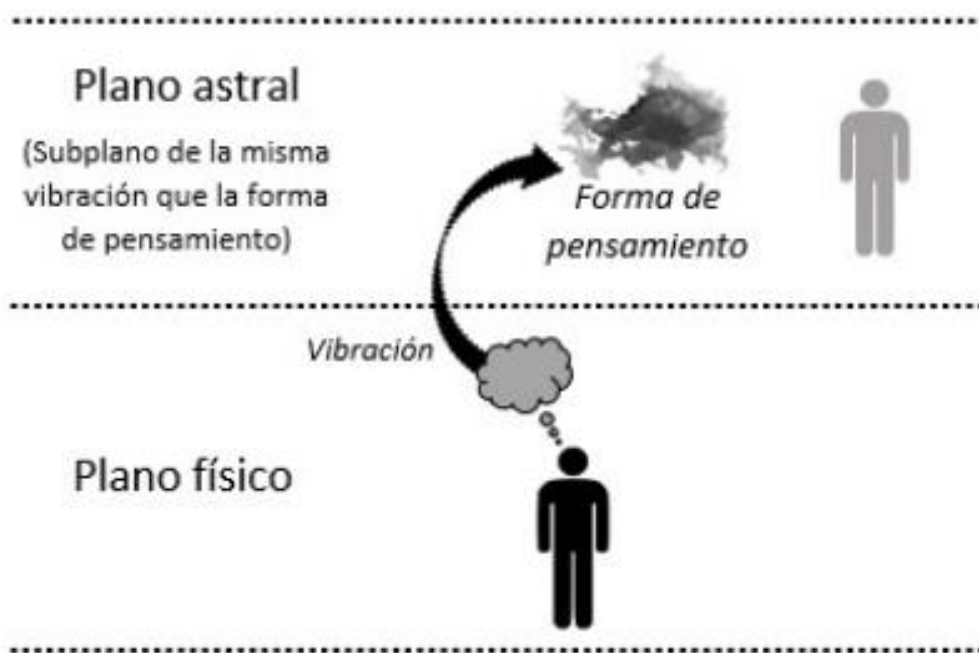 Plano astral
(Subplano de la misma
vibración que la forma
de pensamiento)
Forma de
pensamiento
Vibración
Plano físico